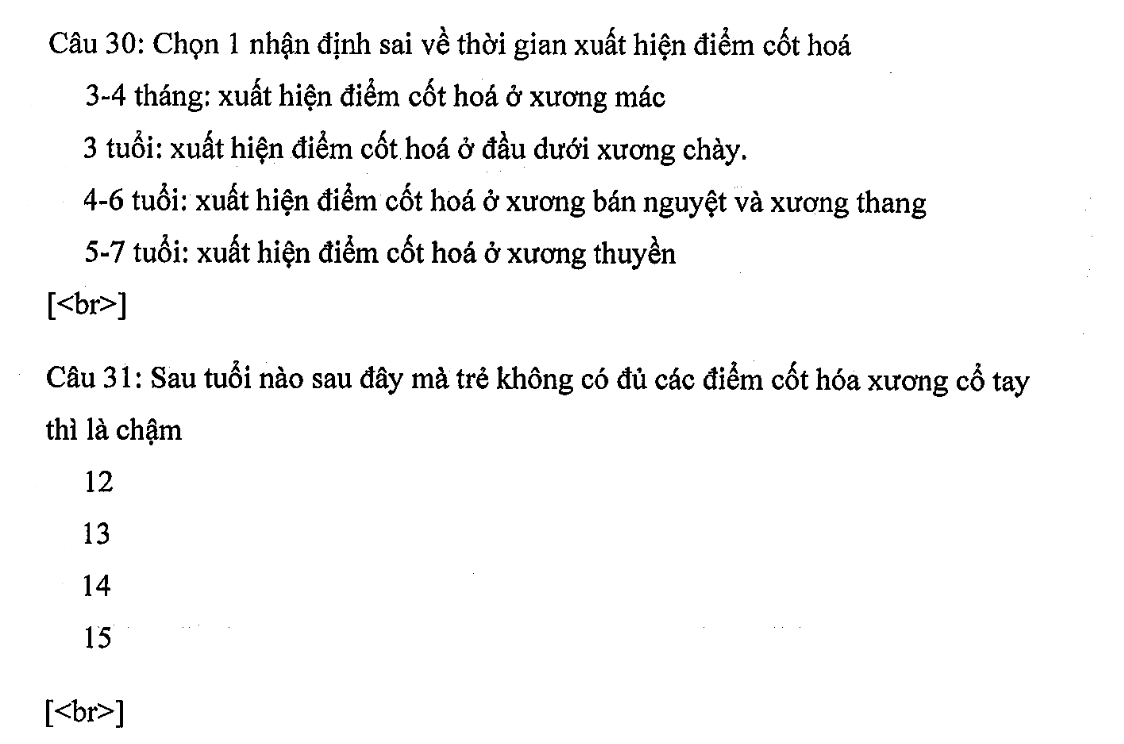 Câu 30: Chọn 1 nhận định sai về thời gian xuất hiện điểm cốt hoá
3-4 tháng: xuất hiện điểm cốt hoá ở xương mác
3 tuổi: xuất hiện điểm cốt hoá ở đầu dưới xương chày.
4-6 tuổi: xuất hiện điểm cốt hoá ở xương bán nguyệt và xương thang
5-7 tuổi: xuất hiện điểm cốt hoá ở xương thuyền
[<br>]
Câu 31: Sau tuổi nào sau đây mà trẻ không có đủ các điểm cốt hóa xương cổ tay
thì là chậm
12
13
14
15
[<br>]